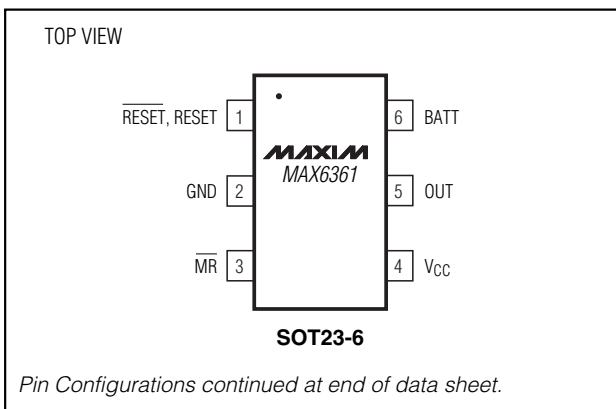 TOP VIEW
RESET, RESET 1
6 BATT
MAXIM
MAX6361
GND 2
5 OUT
MR 3
4 VCC
SOT23-6
Pin Configurations continued at end of data sheet.